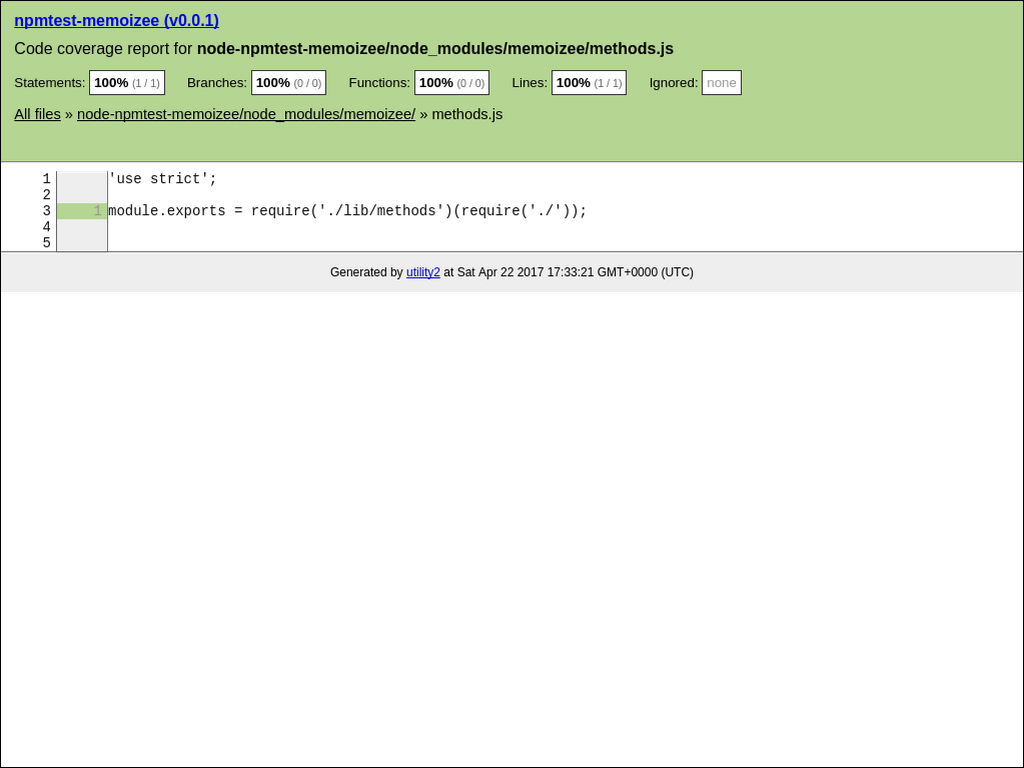 npmtest-memoizee (v0.0.1)
Code coverage report for node-npmtest-memoizee/node_modules/memoizee/methods.js
Statements: 100% (1 / 1) Branches: 100% (0 / 0) Functions: 100% (0 / 0) Lines: 100% (1 / 1) Ignored: none
All files » node-npmtest-memoizee/node_modules/memoizee/ » methods.js
1 'use strict';
2
3 1 module.exports = require('./lib/methods')(require('./'));
4
5
Generated by utility2 at Sat Apr 22 2017 17:33:21 GMT+0000 (UTC)